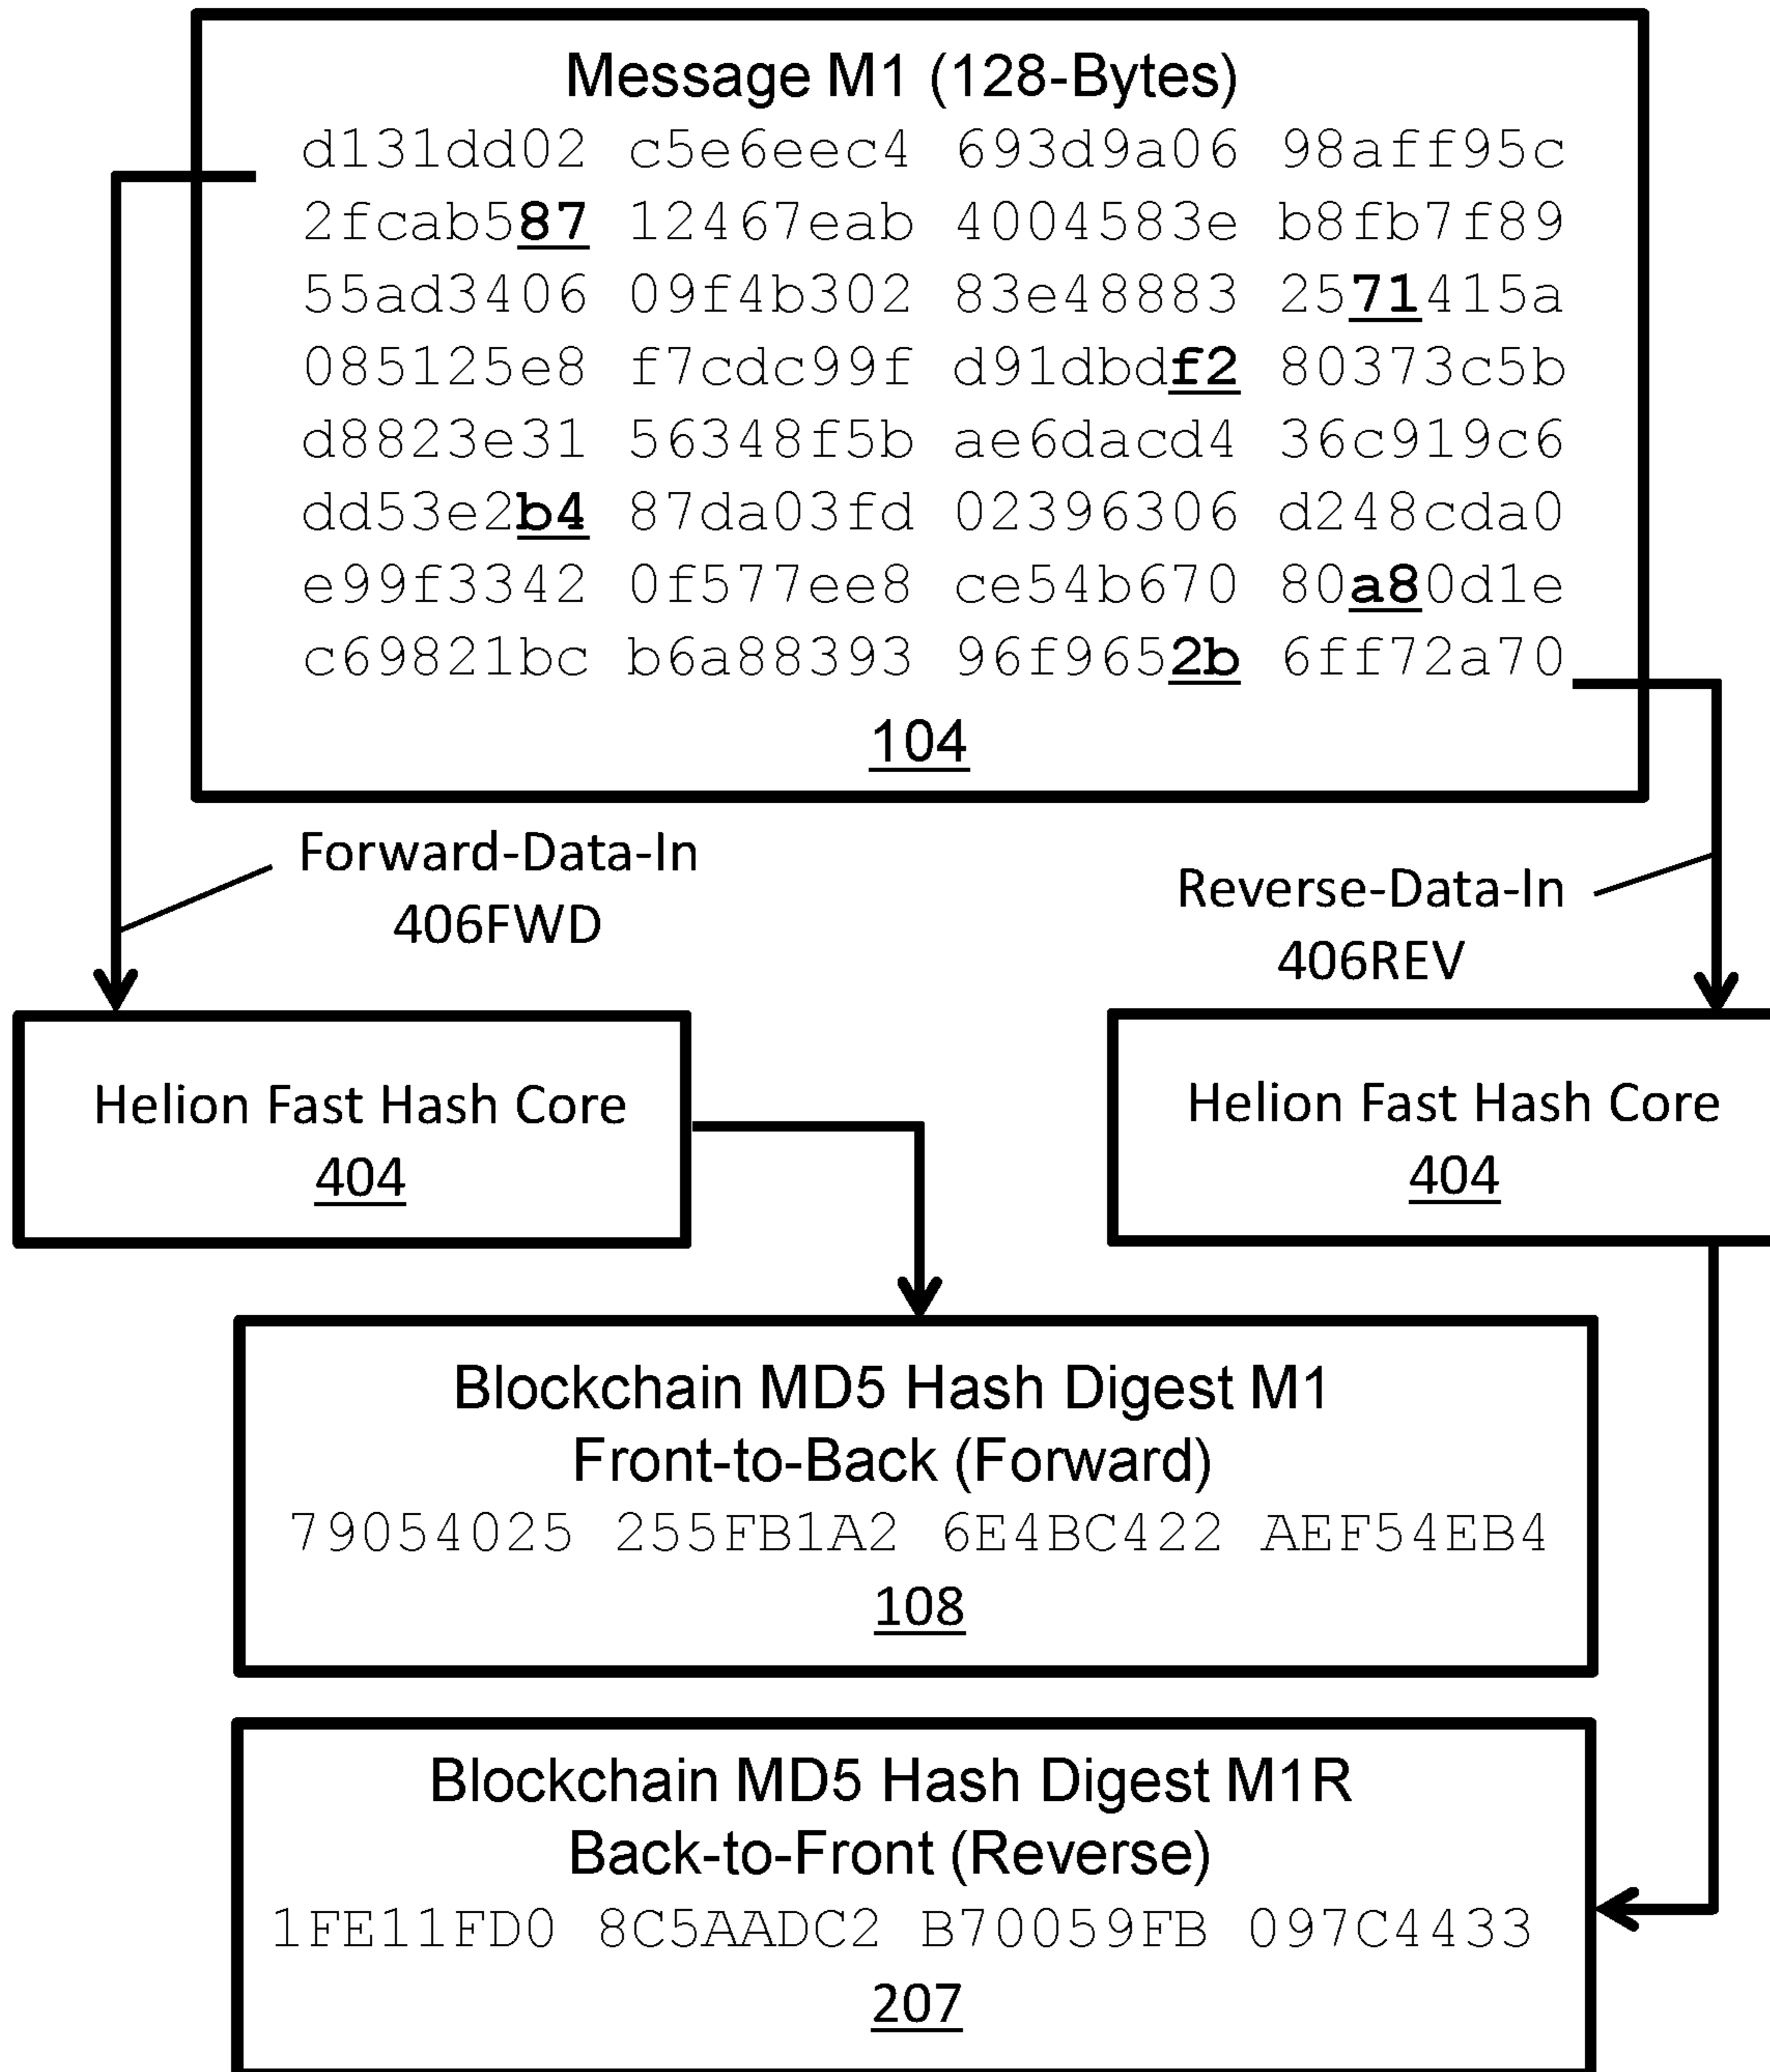 Message M1 (128-Bytes)
d131dd02 c5e6eec4 693d9a06 98aff95c
2fcab587 12467eab 4004583e b8fb7f89
55ad3406 09f4b302 83e48883 2571415a
085125e8 f7cdc99f d91dbdf2 80373c5b
d8823e31 56348f5b ae6dacd4 36c919c6
dd53e2b4 87da03fd 02396306 d248cda0
e99f3342 0f577ee8 ce54b670 80a80d1e
c69821bc b6a88393 96f9652b 6ff72a70
104
Forward-Data-In
406FWD
Reverse-Data-In
406REV
Helion Fast Hash Core
404
Helion Fast Hash Core
404
Blockchain MD5 Hash Digest M1
Front-to-Back (Forward)
79054025 255FB1A2 6E4BC422 AEF54EB4
108
Blockchain MD5 Hash Digest M1R
Back-to-Front (Reverse)
1FE11FD0 8C5AADC2 B70059FB 097C4433
207